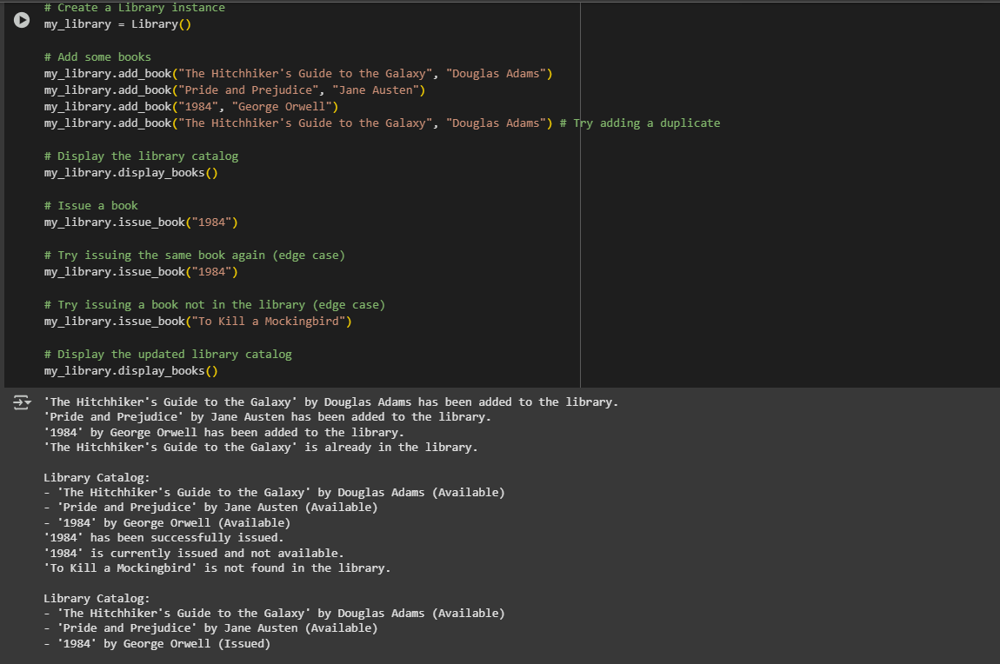 # Create a Library instance
my_library = Library()
# Add some books
my_library.add_book("The Hitchhiker's Guide to the Galaxy", "Douglas Adams")
my_library.add_book("Pride and Prejudice", "Jane Austen")
my_library.add_book("1984", "George Orwell")
my_library.add_book("The Hitchhiker's Guide to the Galaxy", "Douglas Adams") # Try adding a duplicate
# Display the library catalog
my_library.display_books()
# Issue a book
my_library.issue_book("1984")
# Try issuing the same book again (edge case)
my_library.issue_book("1984")
# Try issuing a book not in the library (edge case)
my_library.issue_book("To Kill a Mockingbird")
# Display the updated library catalog
my_library.display_books()
'The Hitchhiker's Guide to the Galaxy' by Douglas Adams has been added to the library.
'Pride and Prejudice' by Jane Austen has been added to the library.
'1984' by George Orwell has been added to the library.
'The Hitchhiker's Guide to the Galaxy' is already in the library.
Library Catalog:
- 'The Hitchhiker's Guide to the Galaxy' by Douglas Adams (Available)
- 'Pride and Prejudice' by Jane Austen (Available)
- '1984' by George Orwell (Available)
'1984' has been successfully issued.
'1984' is currently issued and not available.
'To Kill a Mockingbird' is not found in the library.
Library Catalog:
- 'The Hitchhiker's Guide to the Galaxy' by Douglas Adams (Available)
- 'Pride and Prejudice' by Jane Austen (Available)
- '1984' by George Orwell (Issued)